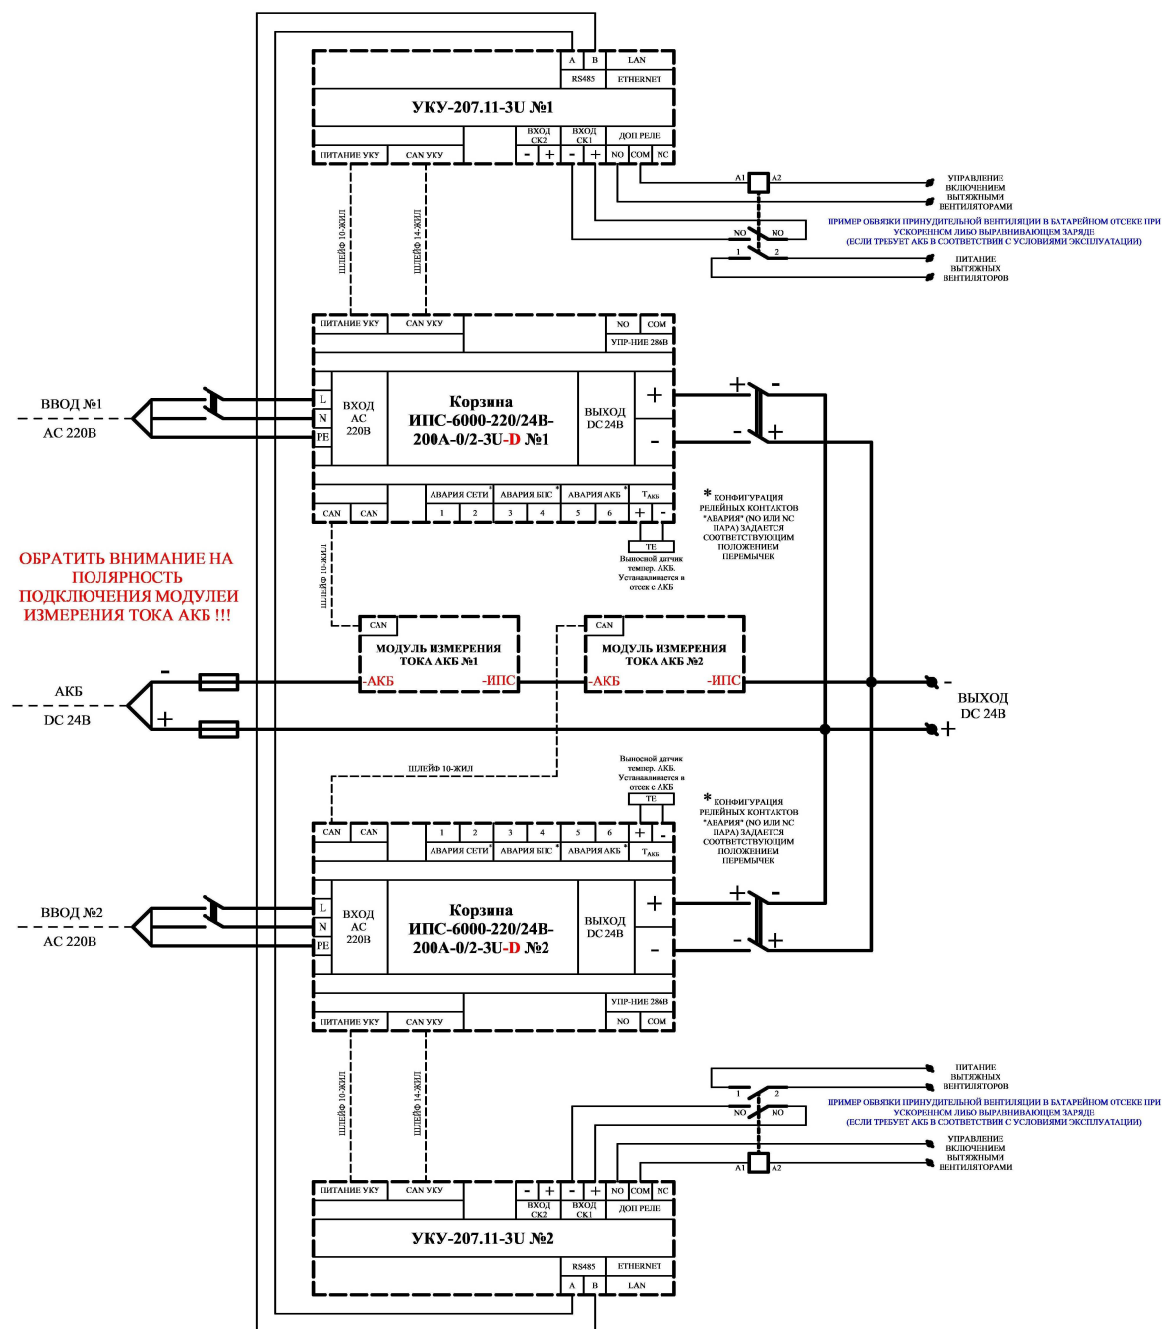 A B LAN
RS485 ETHERNET
УКУ-207.11-3U №1
ВХОД СК2 ВХОД СК1 ДОП РЕЛЕ
ПИТАНИЕ УКУ CAN УКУ - + - + NO COM NC
A1 A2
УПРАВЛЕНИЕ
ВКЛЮЧЕНИЕМ
ВЫТЯЖНЫМИ
ВЕНТИЛЯТОРАМИ
ШЛЕЙФ 10-ЖИЛ
ШЛЕЙФ 14-ЖИЛ
ПРИМЕР ОБВЯЗКИ ПРИНУДИТЕЛЬНОЙ ВЕНТИЛЯЦИИ В БАТАРЕЙНОМ ОТСЕКЕ ПРИ
УСКОРЕННОМ ЛИБО ВЫРАВНИВАЮЩЕМ ЗАРЯДЕ
(ЕСЛИ ТРЕБУЕТ АКБ В СООТВЕТСТВИИ С УСЛОВИЯМИ ЭКСПЛУАТАЦИИ)
NO NO
1 2
ПИТАНИЕ
ВЫТЯЖНЫХ
ВЕНТИЛЯТОРОВ
ПИТАНИЕ УКУ CAN УКУ NO COM
УПР-НИЕ 286В
ВВОД №1
AC 220В
L
N
PE
ВХОД
AC
220В
Корзина
ИПС-6000-220/24В-
200А-0/2-3U-D №1
ВЫХОД
DC 24В
+
-
+ -
- +
АВАРИЯ СЕТИ* АВАРИЯ БПС* АВАРИЯ АКБ* TАКБ
CAN CAN 1 2 3 4 5 6 + -
TE
Выносной датчик
темпер. АКБ.
Устанавливается в
отсек с АКБ
* КОНФИГУРАЦИЯ
РЕЛЕЙНЫХ КОНТАКТОВ
"АВАРИЯ" (NO ИЛИ NC
ПАРА) ЗАДАЕТСЯ
СООТВЕТСТВУЮЩИМ
ПОЛОЖЕНИЕМ
ПЕРЕМЫЧЕК
ШЛЕЙФ 10-ЖИЛ
ОБРАТИТЬ ВНИМАНИЕ НА
ПОЛЯРНОСТЬ
ПОДКЛЮЧЕНИЯ МОДУЛЕЙ
ИЗМЕРЕНИЯ ТОКА АКБ !!!
CAN
МОДУЛЬ ИЗМЕРЕНИЯ
ТОКА АКБ №1
-АКБ -ИПС
CAN
МОДУЛЬ ИЗМЕРЕНИЯ
ТОКА АКБ №2
-АКБ -ИПС
-
АКБ
DC 24В
+
-
ВЫХОД
DC 24В
+
ШЛЕЙФ 10-ЖИЛ
Выносной датчик
темпер. АКБ.
Устанавливается в
отсек с АКБ
TE
* КОНФИГУРАЦИЯ
РЕЛЕЙНЫХ КОНТАКТОВ
"АВАРИЯ" (NO ИЛИ NC
ПАРА) ЗАДАЕТСЯ
СООТВЕТСТВУЮЩИМ
ПОЛОЖЕНИЕМ
ПЕРЕМЫЧЕК
CAN CAN 1 2 3 4 5 6 + -
АВАРИЯ СЕТИ* АВАРИЯ БПС* АВАРИЯ АКБ* TАКБ
ВВОД №2
AC 220В
L
N
PE
ВХОД
AC
220В
Корзина
ИПС-6000-220/24В-
200А-0/2-3U-D №2
ВЫХОД
DC 24В
+
-
+ -
- +
УПР-НИЕ 286В
ПИТАНИЕ УКУ CAN УКУ NO COM
ШЛЕЙФ 10-ЖИЛ
ШЛЕЙФ 14-ЖИЛ
ПИТАНИЕ
ВЫТЯЖНЫХ
ВЕНТИЛЯТОРОВ
1 2
NO NO
ПРИМЕР ОБВЯЗКИ ПРИНУДИТЕЛЬНОЙ ВЕНТИЛЯЦИИ В БАТАРЕЙНОМ ОТСЕКЕ ПРИ
УСКОРЕННОМ ЛИБО ВЫРАВНИВАЮЩЕМ ЗАРЯДЕ
(ЕСЛИ ТРЕБУЕТ АКБ В СООТВЕТСТВИИ С УСЛОВИЯМИ ЭКСПЛУАТАЦИИ)
УПРАВЛЕНИЕ
ВКЛЮЧЕНИЕМ
ВЫТЯЖНЫМИ
ВЕНТИЛЯТОРАМИ
A1 A2
ПИТАНИЕ УКУ CAN УКУ - + - + NO COM NC
ВХОД СК2 ВХОД СК1 ДОП РЕЛЕ
УКУ-207.11-3U №2
RS485 ETHERNET
A B LAN